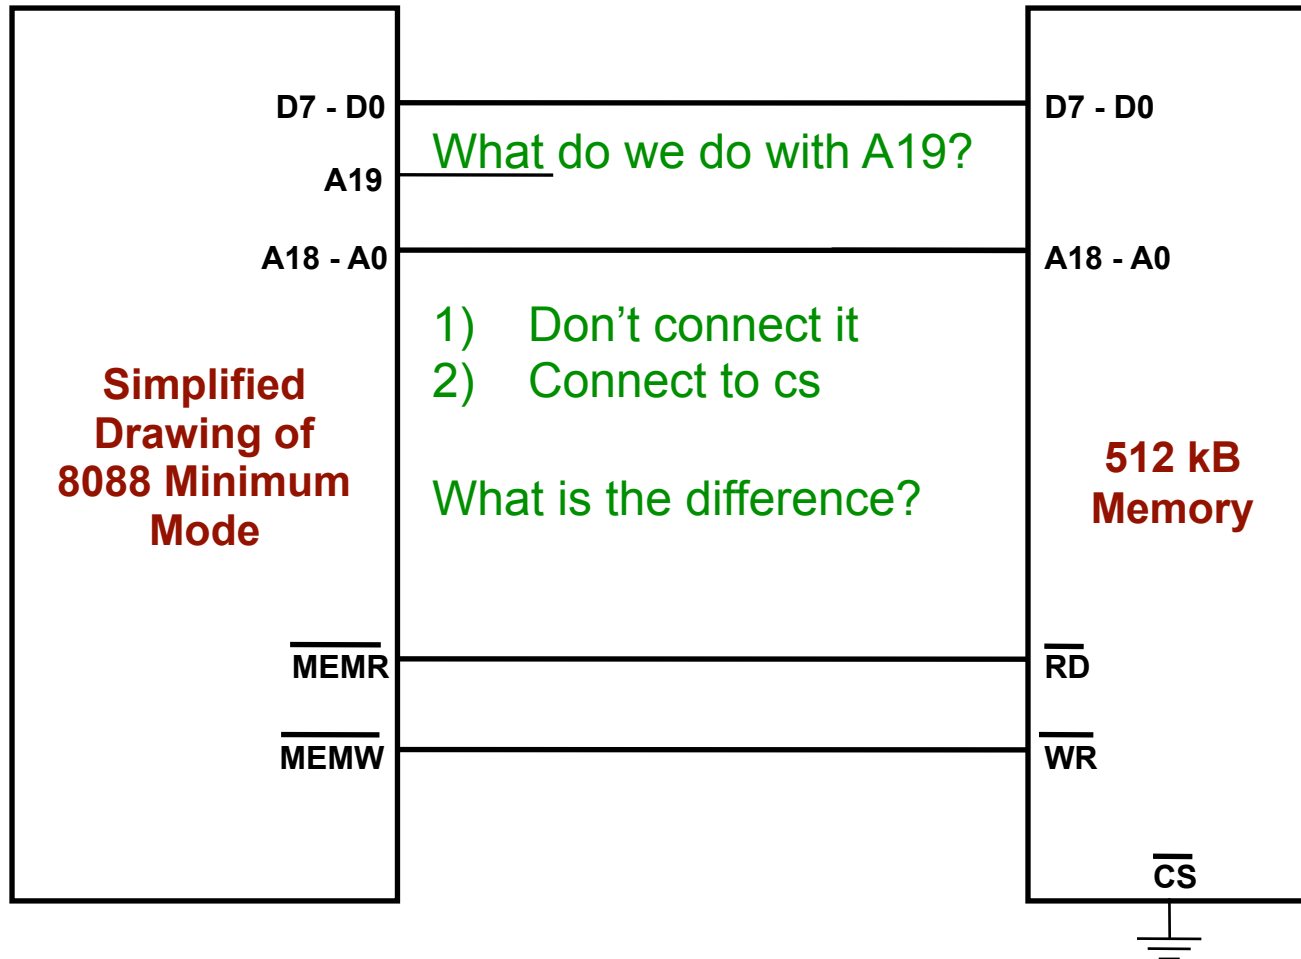 D7 - D0
D7 - D0
What do we do with A19?
A19
A18 - A0
A18 - A0
1) Don’t connect it
2) Connect to cs
Simplified
Drawing of
8088 Minimum
Mode
What is the difference?
512 kB
Memory
MEMR
RD
MEMW
WR
CS